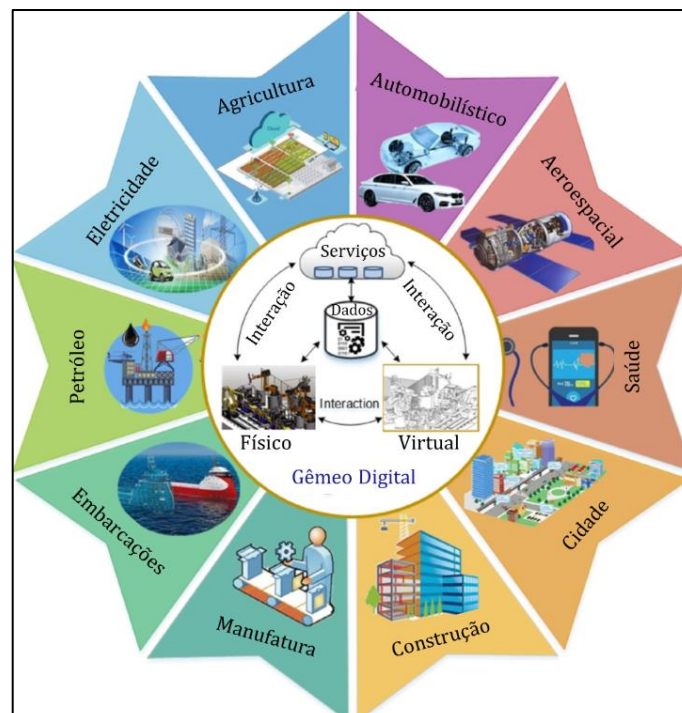 Agricultura
Automobilístico
Aeroespacial
Saúde
Cidade
Construção
Manufatura
Embarcações
Petróleo
Eletricidade
Serviços
Dados
Interação
Interação
Interaction
Físico
Virtual
Gêmeo Digital